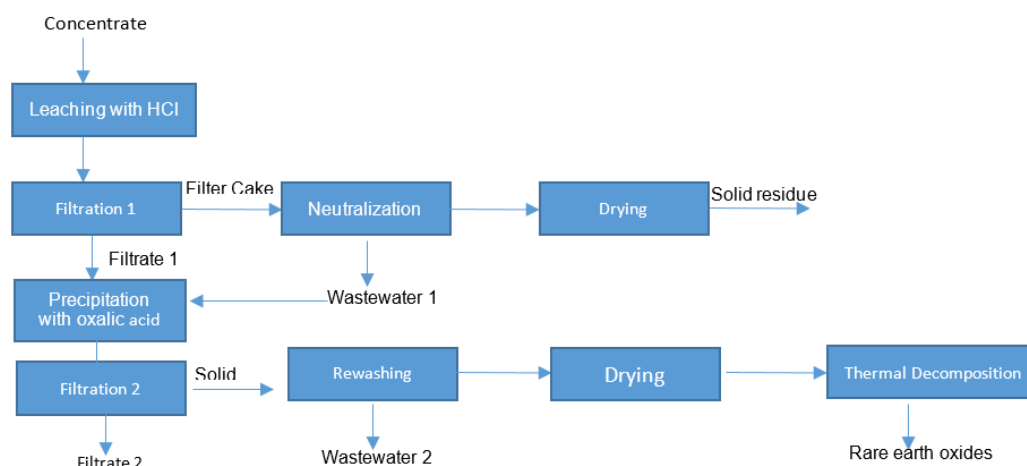 Concentrate
Leaching with HCl
Filtration 1
Filter Cake
Neutralization
Drying
Solid residue
Filtrate 1
Wastewater 1
Precipitation
with oxalic acid
Filtration 2
Solid
Rewashing
Drying
Thermal Decomposition
Filtrate 2
Wastewater 2
Rare earth oxides